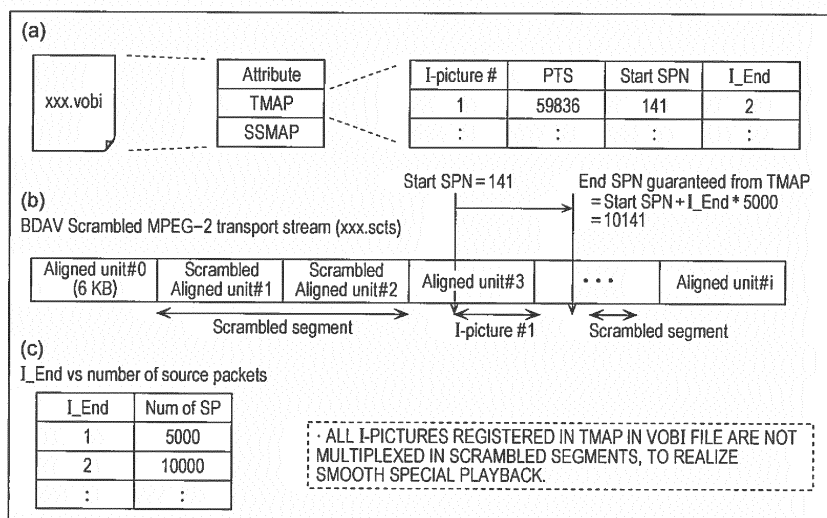 (a)
xxx.vobi
Attribute
TMAP
SSMAP
I-picture # PTS Start SPN I_End
1 59836 141 2
: : : :
Start SPN = 141
End SPN guaranteed from TMAP
= Start SPN + I_End * 5000
= 10141
(b)
BDAV Scrambled MPEG-2 transport stream (xxx.scts)
Aligned unit#0
(6 KB)
Scrambled
Aligned unit#1
Scrambled
Aligned unit#2
Aligned unit#3
• • •
Aligned unit#i
Scrambled segment
I-picture #1
Scrambled segment
(c)
I_End vs number of source packets
I_End Num of SP
1 5000
2 10000
: :
· ALL I-PICTURES REGISTERED IN TMAP IN VOBI FILE ARE NOT
MULTIPLEXED IN SCRAMBLED SEGMENTS, TO REALIZE
SMOOTH SPECIAL PLAYBACK.